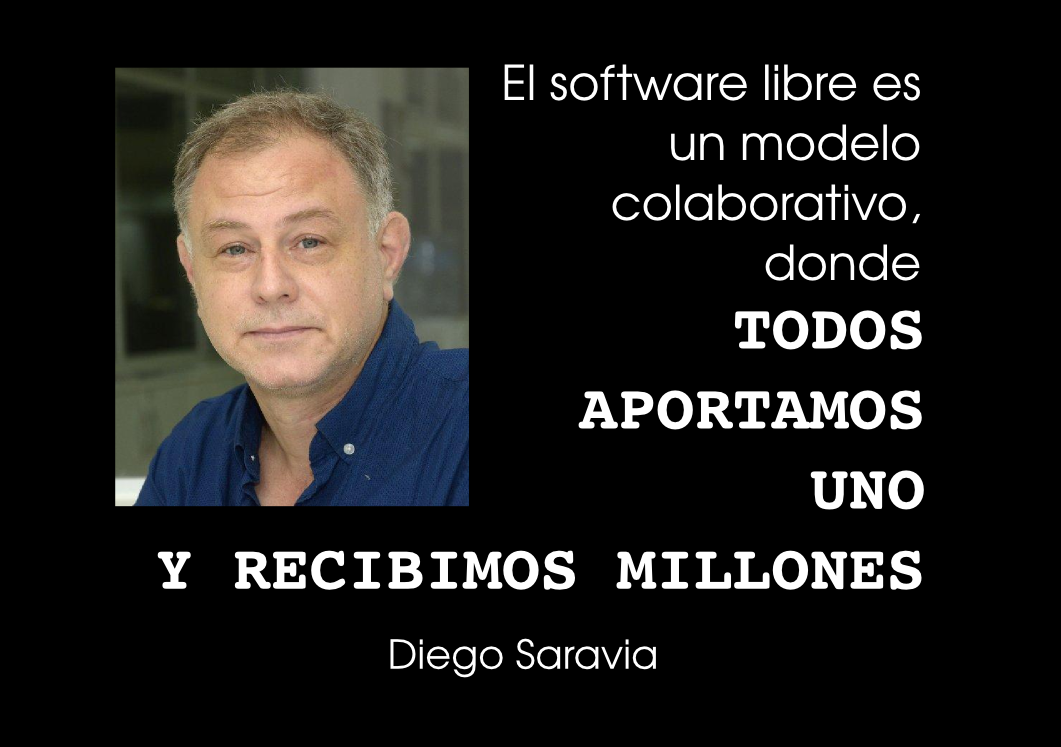 El software libre es
un modelo
colaborativo,
donde
TODOS
APORTAMOS
UNO
Y RECIBIMOS MILLONES
Diego Saravia